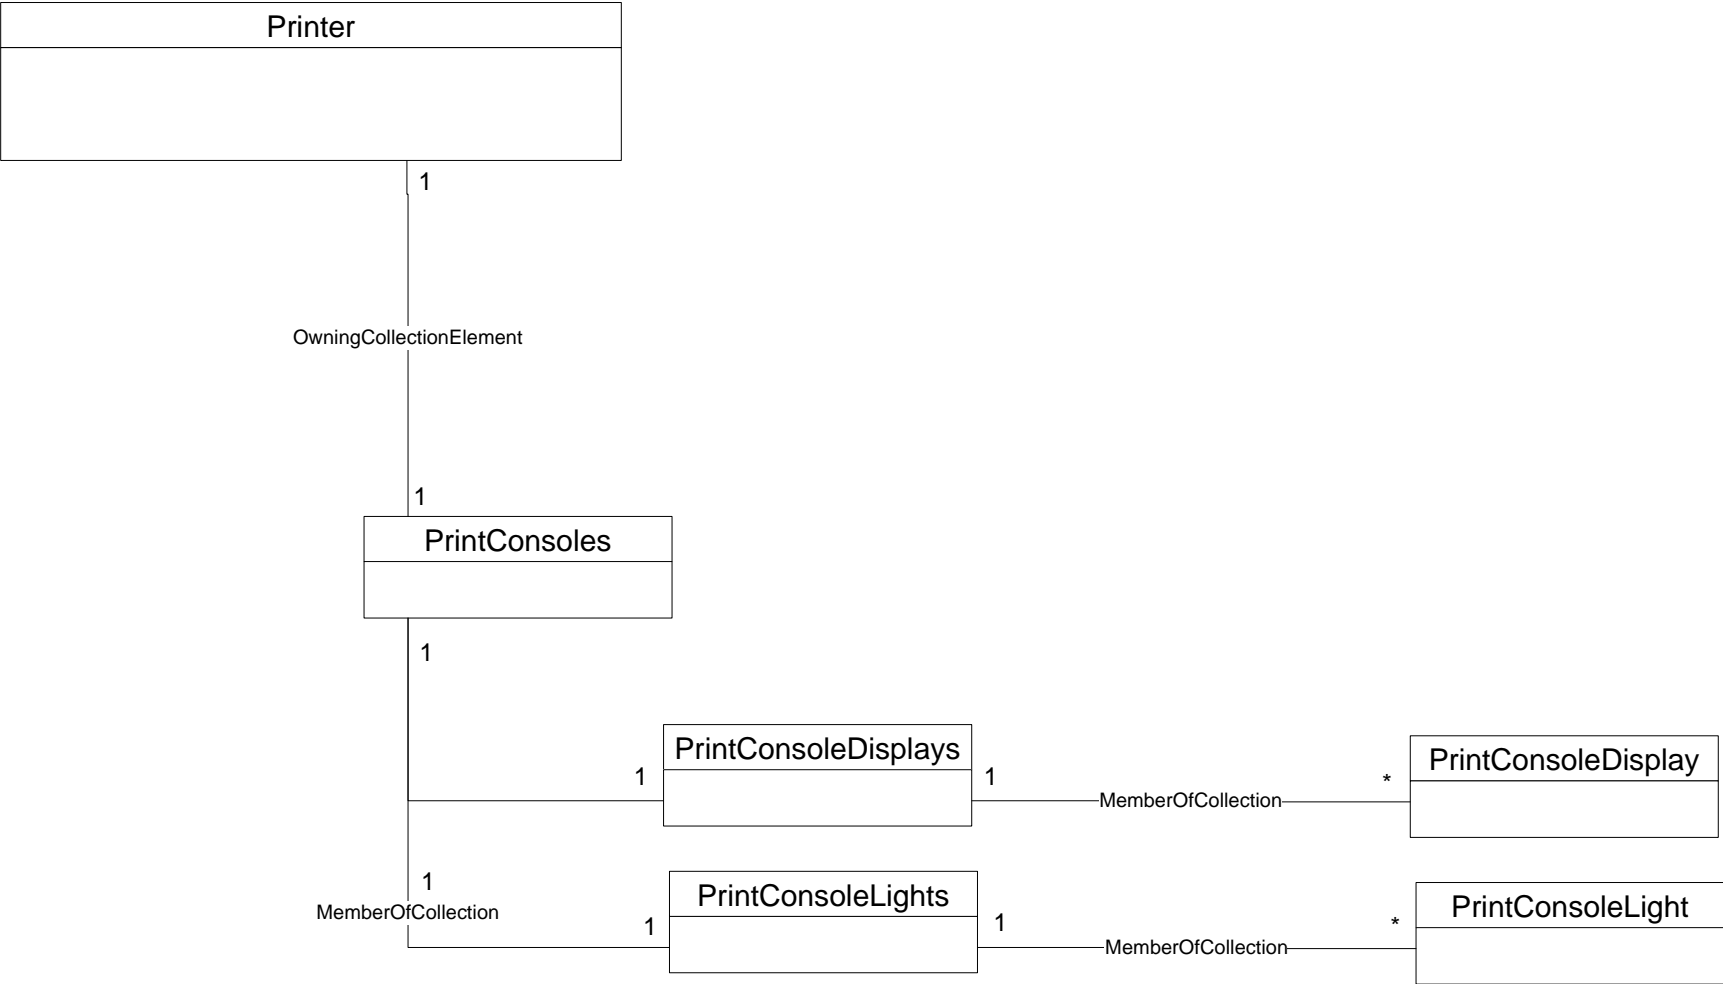 Printer
1
OwningCollectionElement
1
PrintConsoles
1
PrintConsoleDisplays
PrintConsoleDisplay
1
1
*
MemberOfCollection
1
PrintConsoleLights
PrintConsoleLight
MemberOfCollection
1
1
*
MemberOfCollection